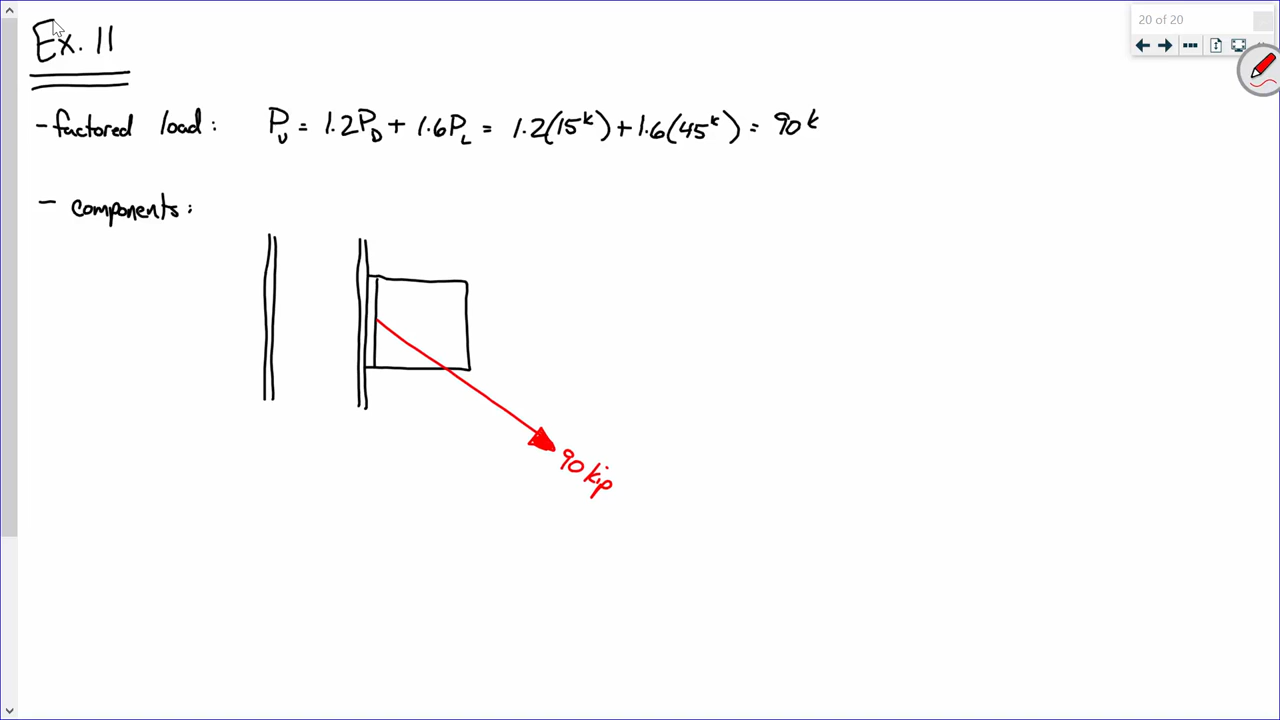 20 of 20
Ex. 11
- factored load: Pu = 1.2PD + 1.6PL = 1.2(15k) + 1.6(45k) = 90k
- components:
90 kip